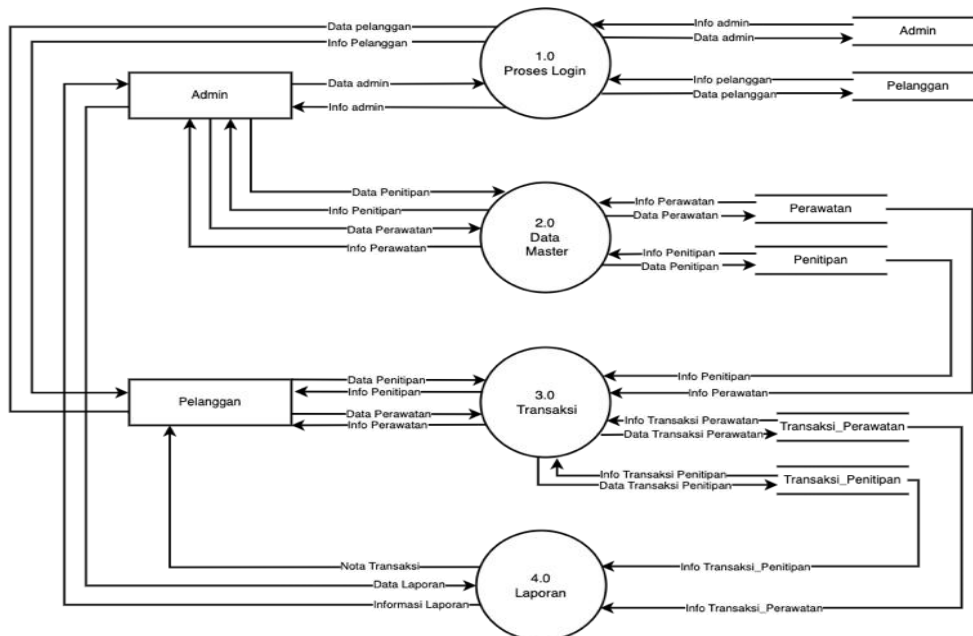 Data pelanggan
Info Pelanggan
Info admin
Data admin
Admin
1.0
Proses Login
Info pelanggan
Data pelanggan
Pelanggan
Admin
Data admin
Info admin
Data Penitipan
Info Penitipan
Data Perawatan
Info Perawatan
2.0
Data
Master
Info Perawatan
Data Perawatan
Perawatan
Info Penitipan
Data Penitipan
Penitipan
Pelanggan
Data Penitipan
Info Penitipan
Data Perawatan
Info Perawatan
3.0
Transaksi
Info Penitipan
Info Perawatan
Info Transaksi Perawatan
Data Transaksi Perawatan
Transaksi_Perawatan
Info Transaksi Penitipan
Data Transaksi Penitipan
Transaksi_Penitipan
Nota Transaksi
Data Laporan
Informasi Laporan
4.0
Laporan
Info Transaksi_Penitipan
Info Transaksi_Perawatan